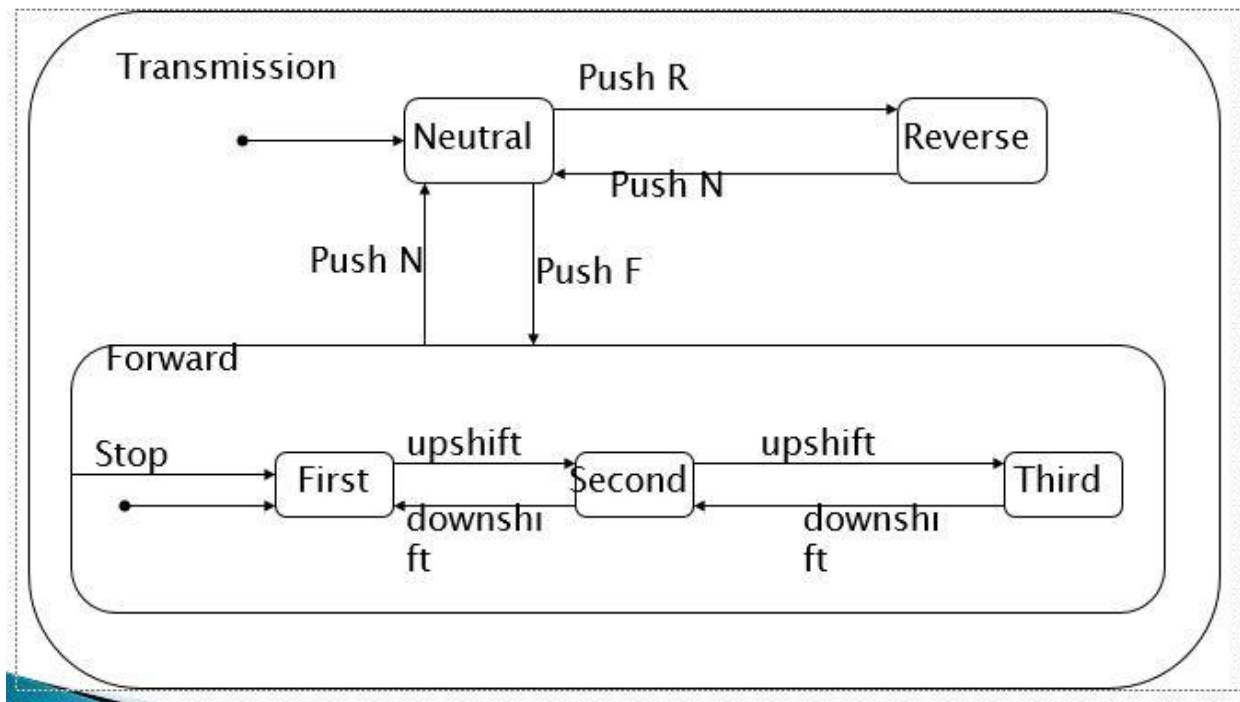 Transmission
Push R
Neutral
Reverse
Push N
Push N
Push F
Forward
Stop
upshift
upshift
First
Second
Third
downshi
ft
downshi
ft